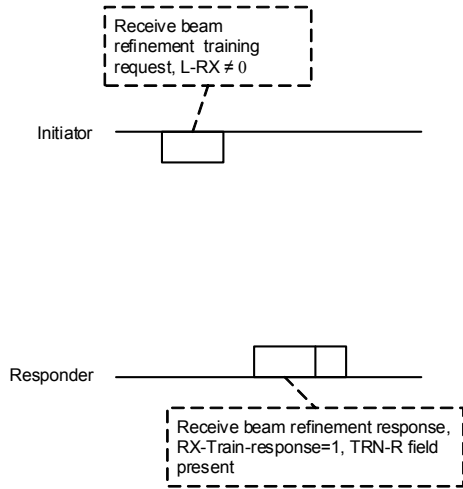 Receive beam
refinement training
request, L-RX ≠ 0
Initiator
Responder
Receive beam refinement response,
RX-Train-response=1, TRN-R field
present